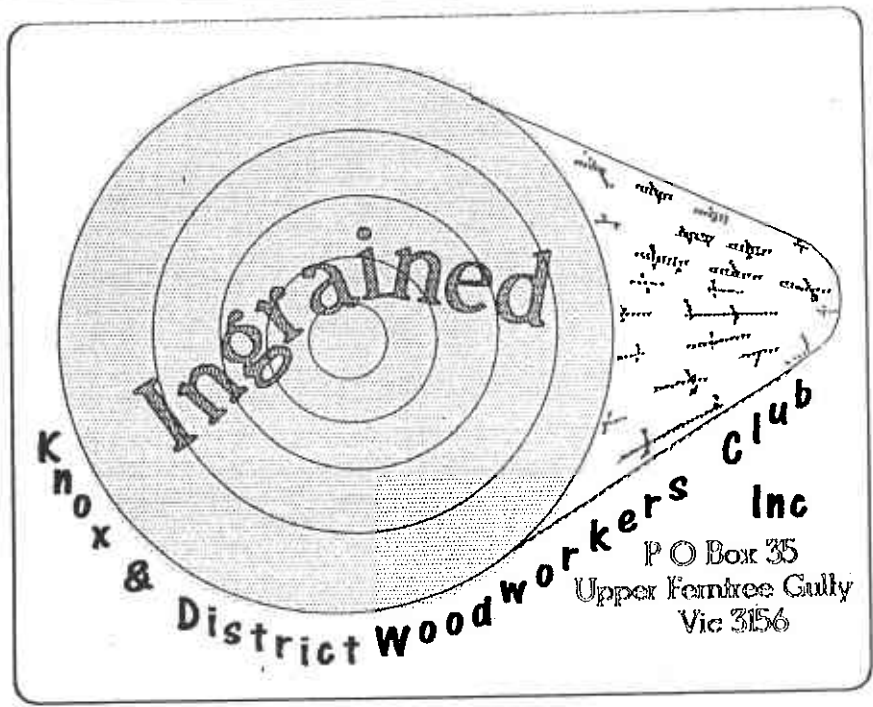 Ingrained
Knox & District Woodworkers Club
Inc
P O Box 35
Upper Ferntree Gully
Vic 3156